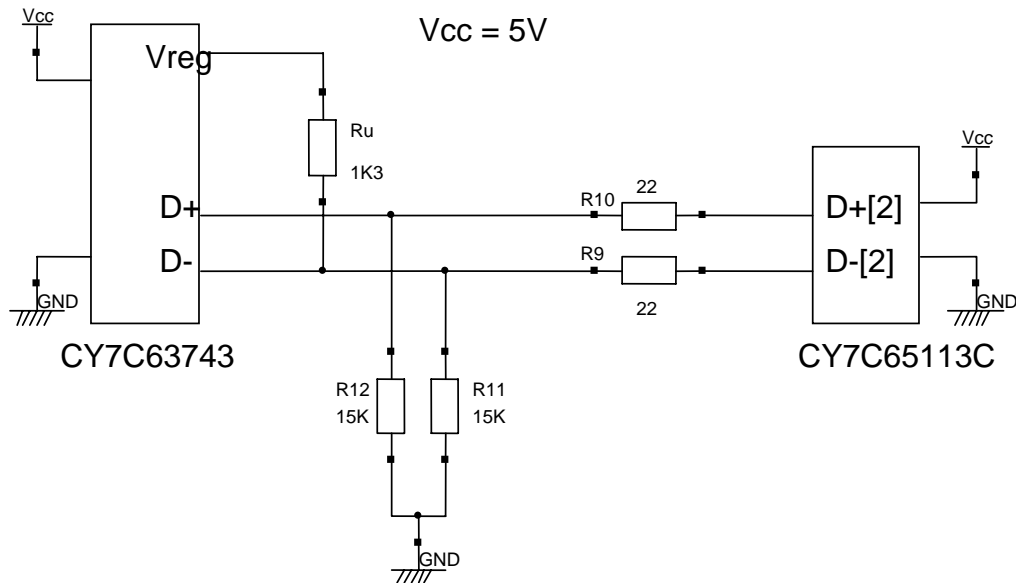 Vcc
Vcc = 5V
Vreg
Ru
1K3
Vcc
22
R10
D+
D+[2]
R9
D-
D-[2]
GND
22
GND
CY7C63743
CY7C65113C
R12
15K
R11
15K
GND